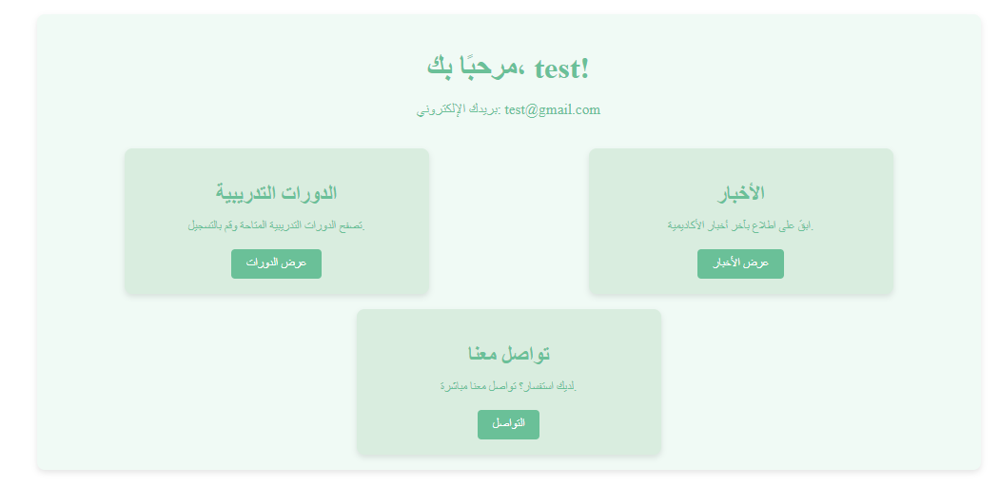 مرحبًا بك، test!
بريدك الإلكتروني: test@gmail.com
الأخبار
ابقَ على اطلاع بآخر أخبار الأكاديمية.
عرض الأخبار
الدورات التدريبية
تصفح الدورات التدريبية المتاحة وقم بالتسجيل.
عرض الدورات
تواصل معنا
لديك استفسار؟ تواصل معنا مباشرة.
التواصل